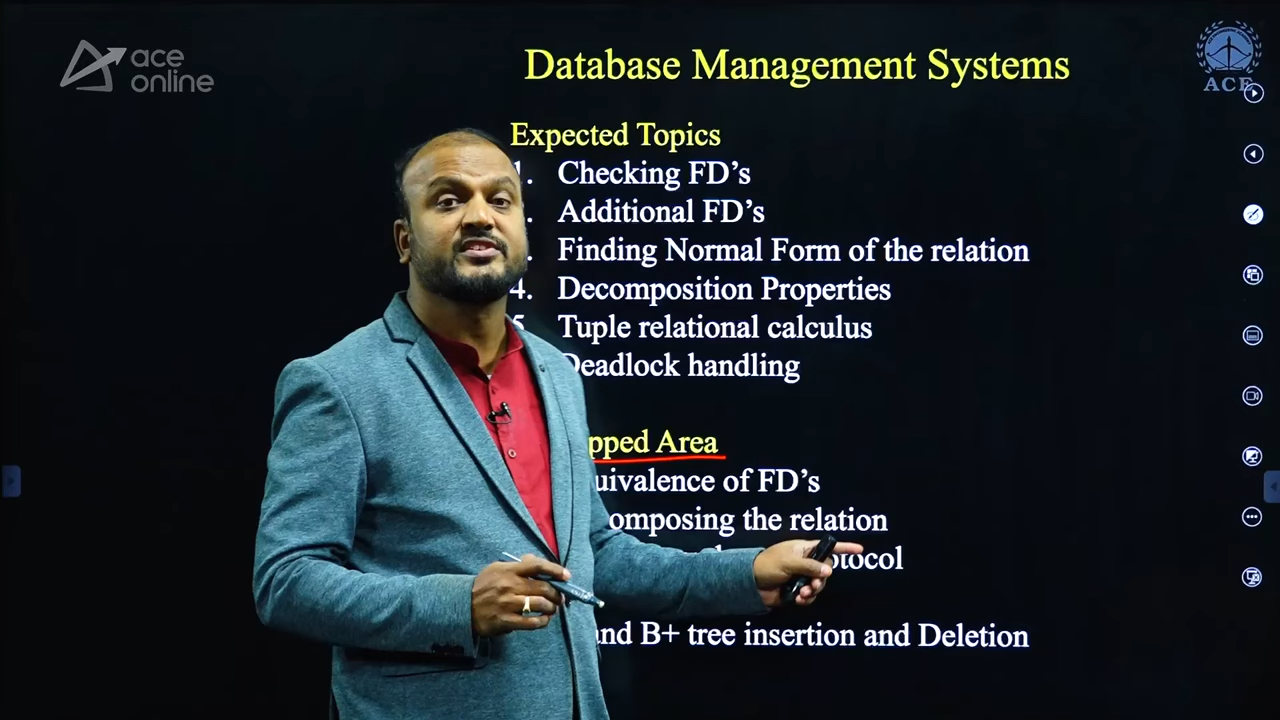 ace
online
Database Management Systems
ACE
Expected Topics
1. Checking FD’s
. Additional FD’s
. Finding Normal Form of the relation
4. Decomposition Properties
5. Tuple relational calculus
Deadlock handling
pped Area
uivalence of FD’s
omposing the relation
otocol
and B+ tree insertion and Deletion